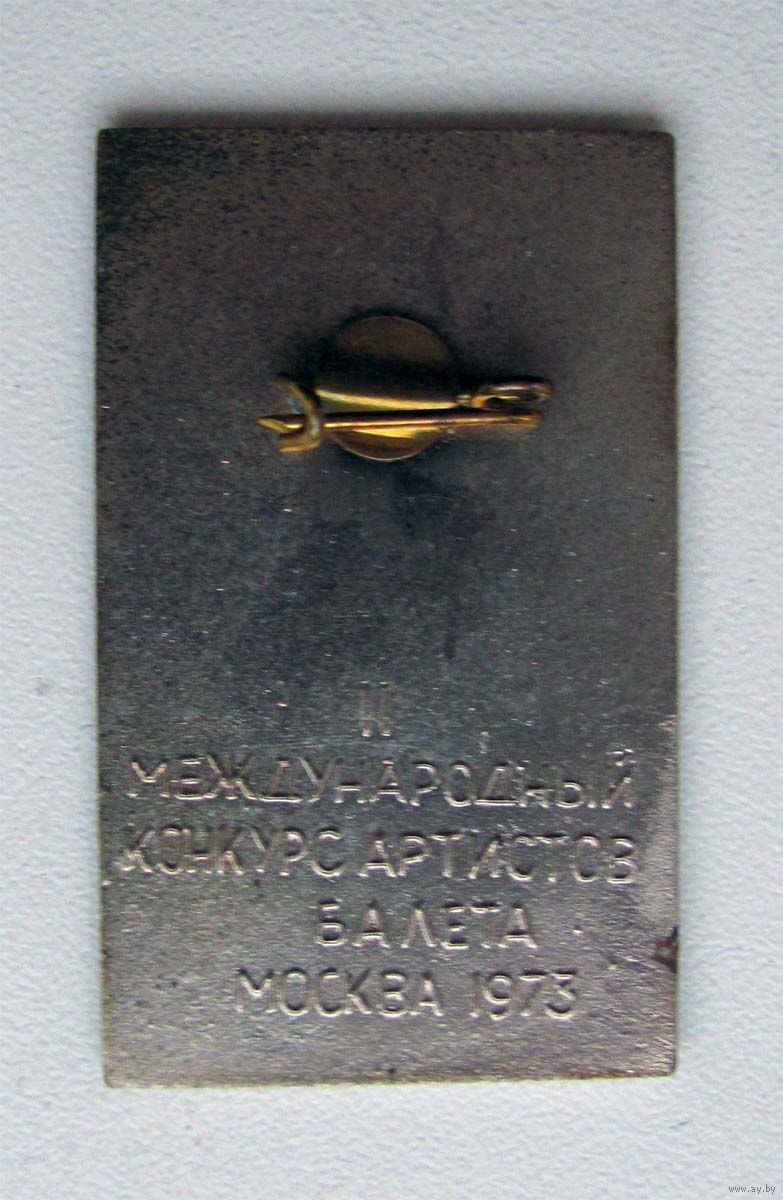 II
МЕЖДУНАРОДНЫЙ
КОНКУРС АРТИСТОВ
БАЛЕТА
МОСКВА 1973
www.ay.by